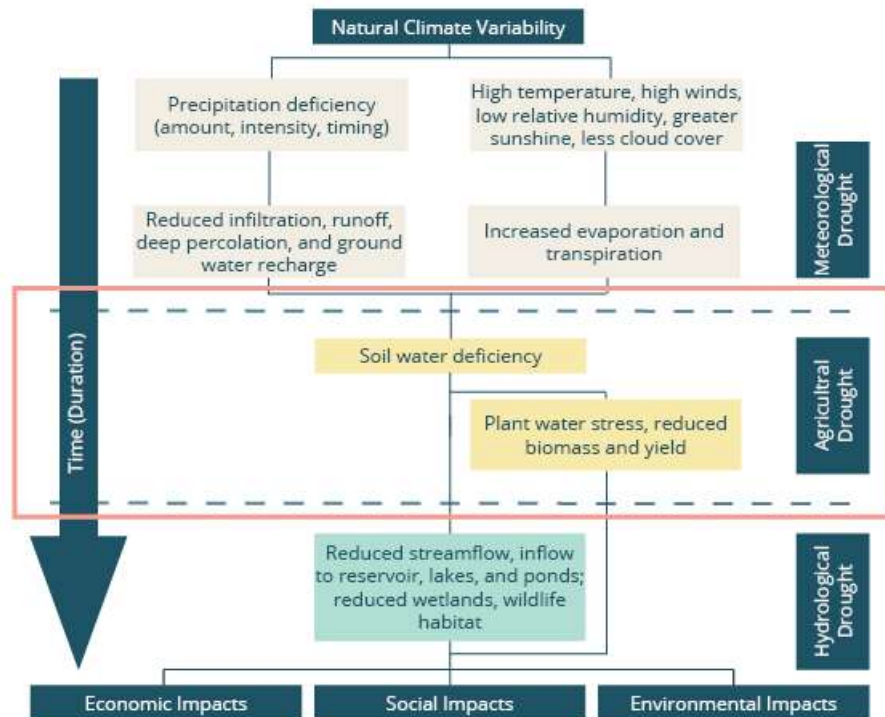 Natural Climate Variability
Precipitation deficiency
(amount, intensity, timing)
High temperature, high winds,
low relative humidity, greater
sunshine, less cloud cover
Reduced infiltration, runoff,
deep percolation, and ground
water recharge
Increased evaporation and
transpiration
Meteorological
Drought
Time (Duration)
Soil water deficiency
Plant water stress, reduced
biomass and yield
Agricultral
Drought
Reduced streamflow, inflow
to reservoir, lakes, and ponds;
reduced wetlands, wildlife
habitat
Hydrological
Drought
Economic Impacts
Social Impacts
Environmental Impacts